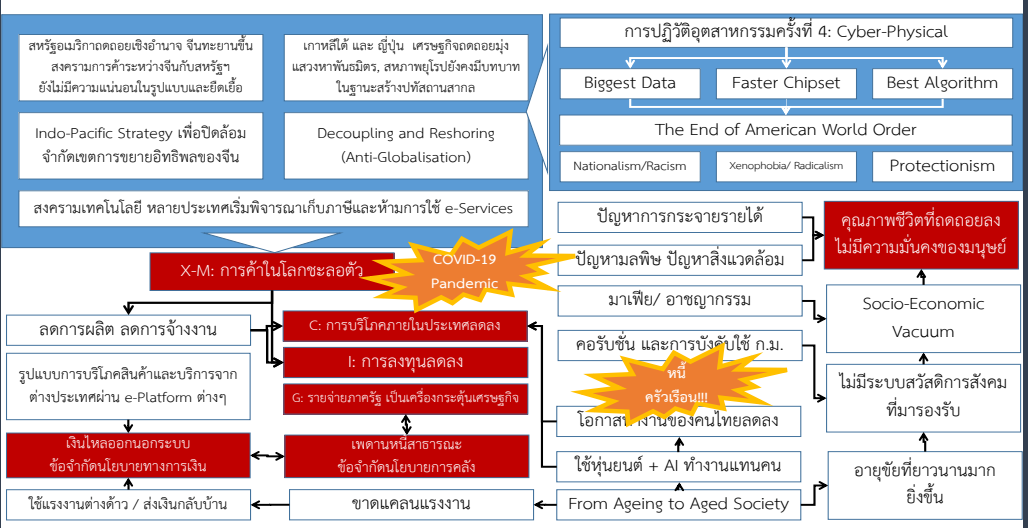 สหรัฐอเมริกาถดถอยเชิงอำนาจ จีนทะยานขึ้น
สงครามการค้าระหว่างจีนกับสหรัฐฯ
ยังไม่มีความแน่นอนในรูปแบบและยืดเยื้อ
เกาหลีใต้ และ ญี่ปุ่น เศรษฐกิจถดถอยมุ่ง
แสวงหาพันธมิตร, สหภาพยุโรปยังคงมีบทบาท
ในฐานะสร้างปทัสถานสากล
Indo-Pacific Strategy เพื่อปิดล้อม
จำกัดเขตการขยายอิทธิพลของจีน
Decoupling and Reshoring
(Anti-Globalisation)
สงครามเทคโนโลยี หลายประเทศเริ่มพิจารณาเก็บภาษีและห้ามการใช้ e-Services
การปฏิวัติอุตสาหกรรมครั้งที่ 4: Cyber-Physical
Biggest Data
Faster Chipset
Best Algorithm
The End of American World Order
Nationalism/Racism
Xenophobia/ Radicalism
Protectionism
X-M: การค้าในโลกชะลอตัว
COVID-19
Pandemic
ลดการผลิต ลดการจ้างงาน
C: การบริโภคภายในประเทศลดลง
I: การลงทุนลดลง
รูปแบบการบริโภคสินค้าและบริการจาก
ต่างประเทศผ่าน e-Platform ต่างๆ
G: รายจ่ายภาครัฐ เป็นเครื่องกระตุ้นเศรษฐกิจ
เงินไหลออกนอกระบบ
ข้อจำกัดนโยบายทางการเงิน
เพดานหนี้สาธารณะ
ข้อจำกัดนโยบายการคลัง
ใช้แรงงานต่างด้าว / ส่งเงินกลับบ้าน
ขาดแคลนแรงงาน
From Ageing to Aged Society
ปัญหาการกระจายรายได้
ปัญหามลพิษ ปัญหาสิ่งแวดล้อม
มาเฟีย/ อาชญากรรม
คอรับชั่น และการบังคับใช้ ก.ม.
หนี้
ครัวเรือน!!!
โอกาสทำงานของคนไทยลดลง
ใช้หุ่นยนต์ + AI ทำงานแทนคน
คุณภาพชีวิตที่ถดถอยลง
ไม่มีความมั่นคงของมนุษย์
Socio-Economic
Vacuum
ไม่มีระบบสวัสดิการสังคม
ที่มารองรับ
อายุขัยที่ยาวนานมาก
ยิ่งขึ้น